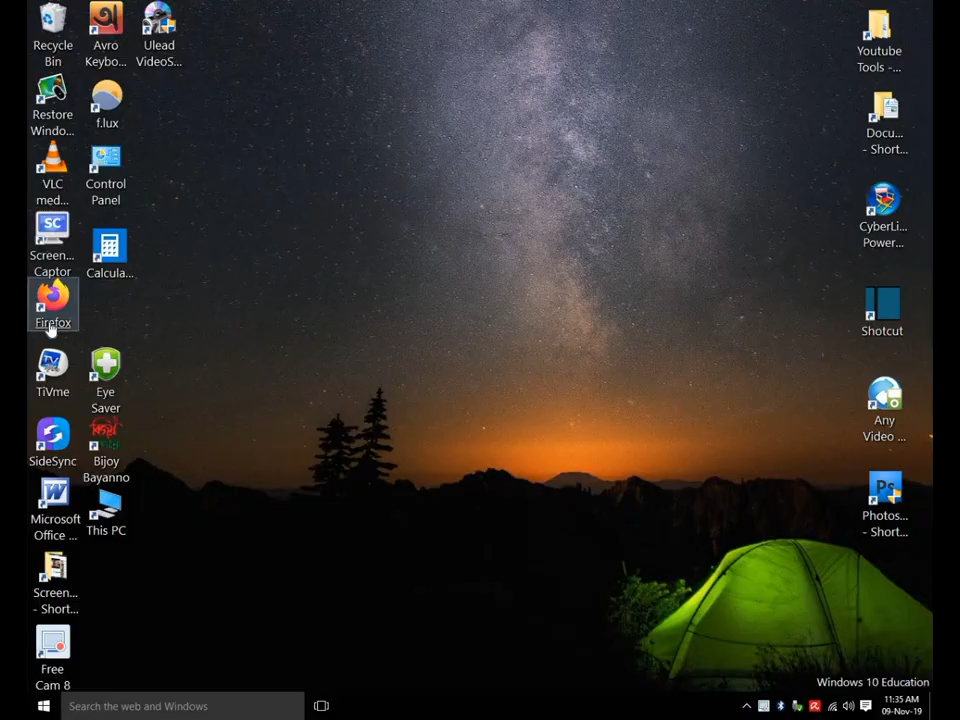 Recycle
Bin
Avro
Keybo...
Ulead
VideoS...
Restore
Windo...
f.lux
VLC
med...
Control
Panel
SC
Screen...
Captor
Calcula...
Firefox
TiVme
Eye
Saver
SideSync
Bijoy
Bayanno
Microsoft
Office ...
This PC
Screen...
- Short...
Free
Cam 8
Youtube
Tools -...
Docu...
- Short...
CyberLi...
Power...
Shotcut
Any
Video ...
Ps
Photos...
- Short...
Windows 10 Education
Search the web and Windows
11:35 AM
09-Nov-19